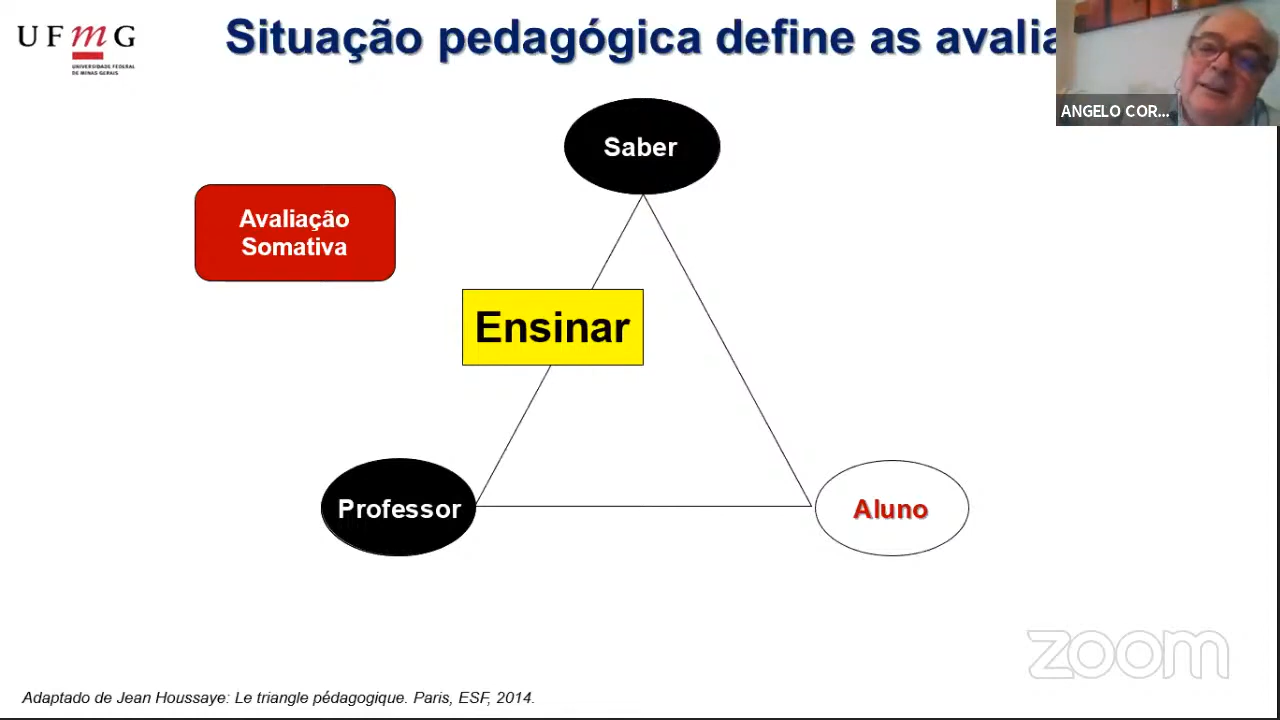 UFmG
UNIVERSIDADE FEDERAL
DE MINAS GERAIS
Situação pedagógica define as avalia
ANGELO COR...
Saber
Avaliação
Somativa
Ensinar
Professor
Aluno
zoom
Adaptado de Jean Houssaye: Le triangle pédagogique. Paris, ESF, 2014.